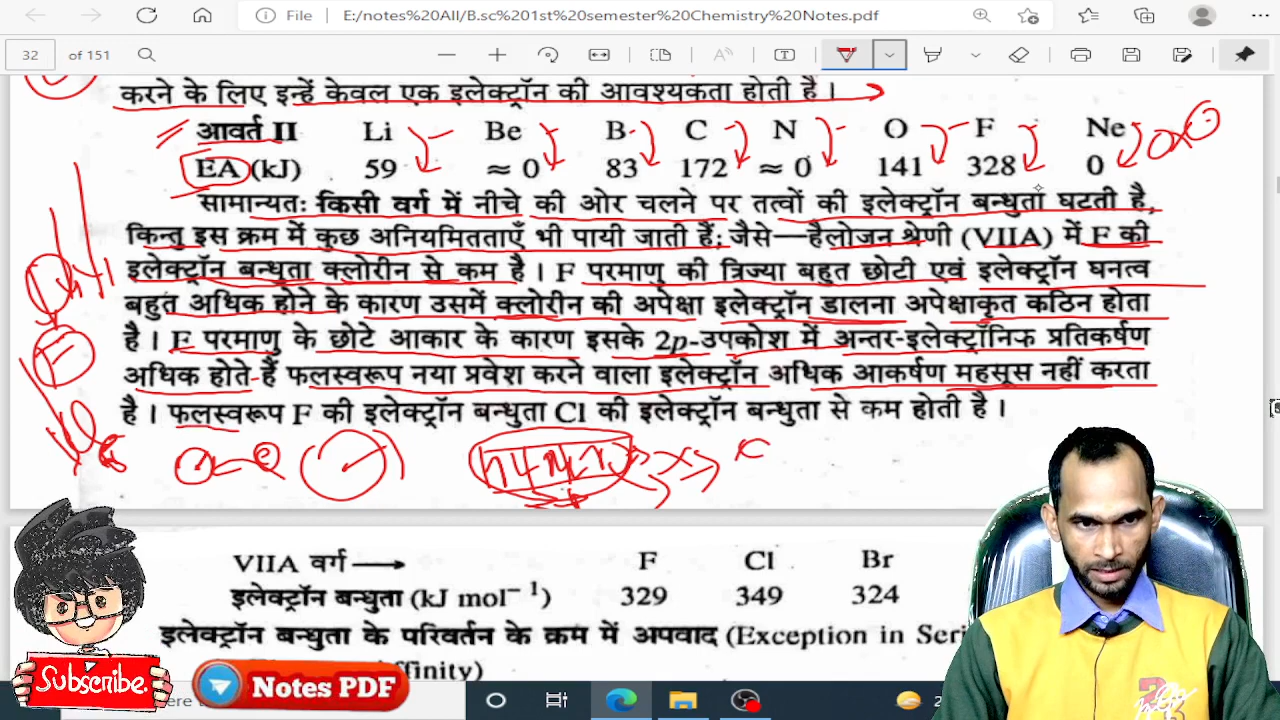 File E:/notes%20All/B.sc%201st%20semester%20Chemistry%20Notes.pdf
32 of 151
करने के लिए इन्हें केवल एक इलेक्ट्रॉन की आवश्यकता होती है ।
आवर्त II Li Be B C N O F Ne
EA (kJ) 59 ≈ 0 83 172 ≈ 0 141 328 0
सामान्यतः किसी वर्ग में नीचे की ओर चलने पर तत्वों की इलेक्ट्रॉन बन्धुता घटती है,
किन्तु इस क्रम में कुछ अनियमितताएँ भी पायी जाती हैं; जैसे—हैलोजन श्रेणी (VIIA) में F की
इलेक्ट्रॉन बन्धुता क्लोरीन से कम है । F परमाणु की त्रिज्या बहुत छोटी एवं इलेक्ट्रॉन घनत्व
बहुत अधिक होने के कारण उसमें क्लोरीन की अपेक्षा इलेक्ट्रॉन डालना अपेक्षाकृत कठिन होता
है । F परमाणु के छोटे आकार के कारण इसके 2p-उपकोश में अन्तर-इलेक्ट्रॉनिक प्रतिकर्षण
अधिक होते हैं फलस्वरूप नया प्रवेश करने वाला इलेक्ट्रॉन अधिक आकर्षण महसूस नहीं करता
है । फलस्वरूप F की इलेक्ट्रॉन बन्धुता Cl की इलेक्ट्रॉन बन्धुता से कम होती है ।
VIIA वर्ग → F Cl Br
इलेक्ट्रॉन बन्धुता (kJ mol⁻¹) 329 349 324
इलेक्ट्रॉन बन्धुता के परिवर्तन के क्रम में अपवाद (Exception in Seri
ffinity)
Subscribe.
Notes PDF